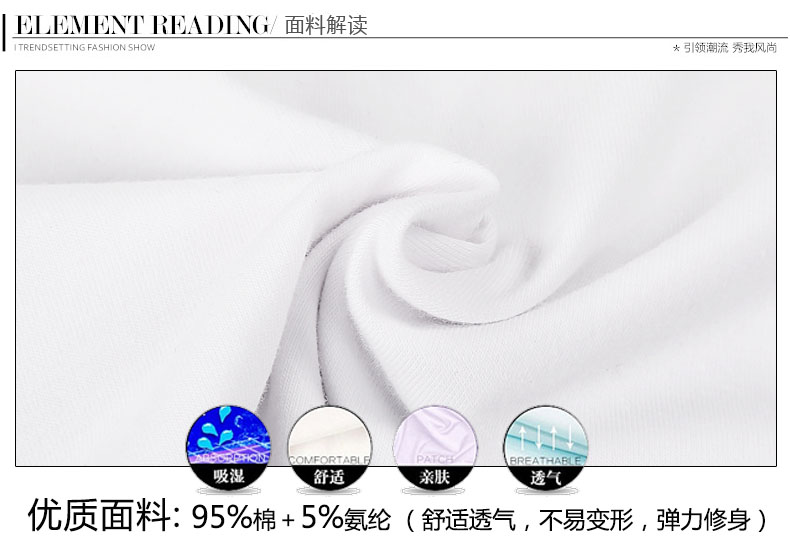 ELEMENT READING/ 面料解读
I TRENDSETTING FASHION SHOW
* 引领潮流 秀我风尚
ABSORPTION
吸湿
COMFORTABLE
舒适
PATCH
亲肤
BREATHABLE
透气
优质面料: 95%棉+5%氨纶（舒适透气，不易变形，弹力修身）